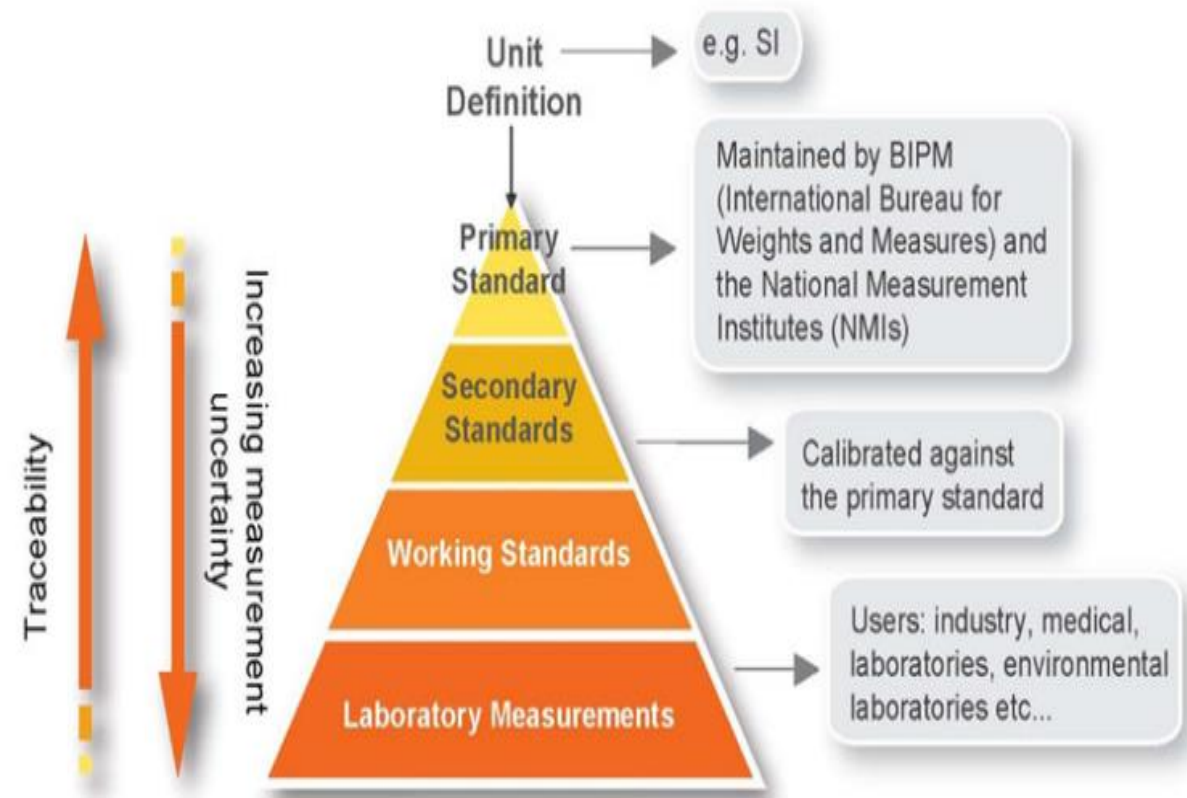 Unit
Definition
e.g. SI
Maintained by BIPM
(International Bureau for
Weights and Measures) and
the National Measurement
Institutes (NMIs)
Primary
Standard
Secondary
Standards
Calibrated against
the primary standard
Working Standards
Users: industry, medical,
laboratories, environmental
laboratories etc...
Laboratory Measurements
Traceability
Increasing measurement
uncertainty